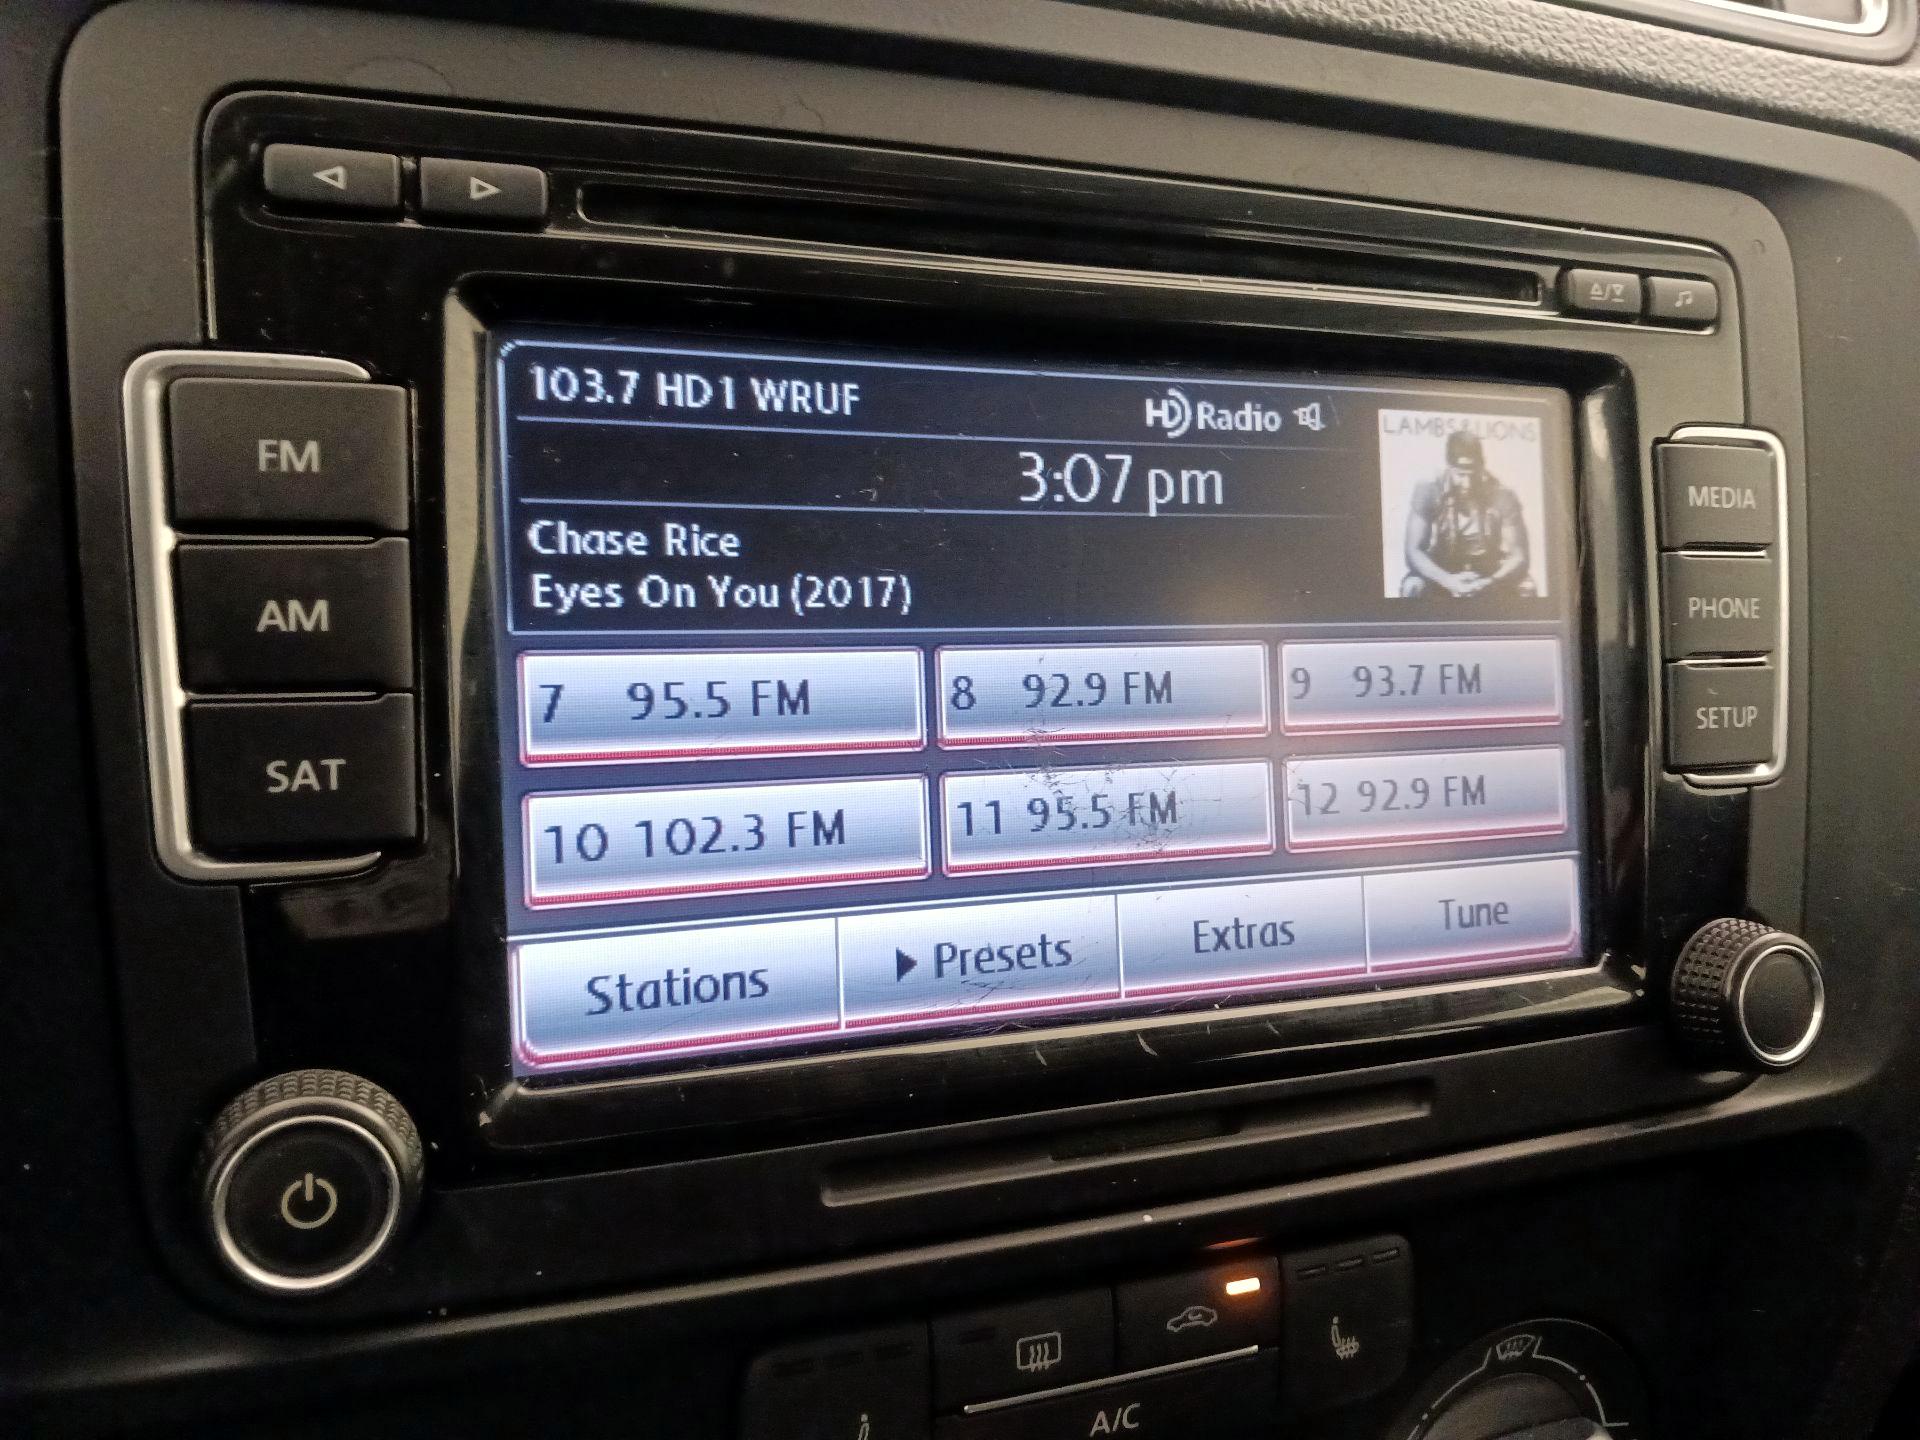 103.7 HD1 WRUF
HD Radio
LAMBS & LIONS
3:07 pm
Chase Rice
Eyes On You (2017)
7 95.5 FM
8 92.9 FM
9 93.7 FM
10 102.3 FM
11 95.5 FM
12 92.9 FM
Stations
Presets
Extras
Tune
FM
AM
SAT
MEDIA
PHONE
SETUP
A/C